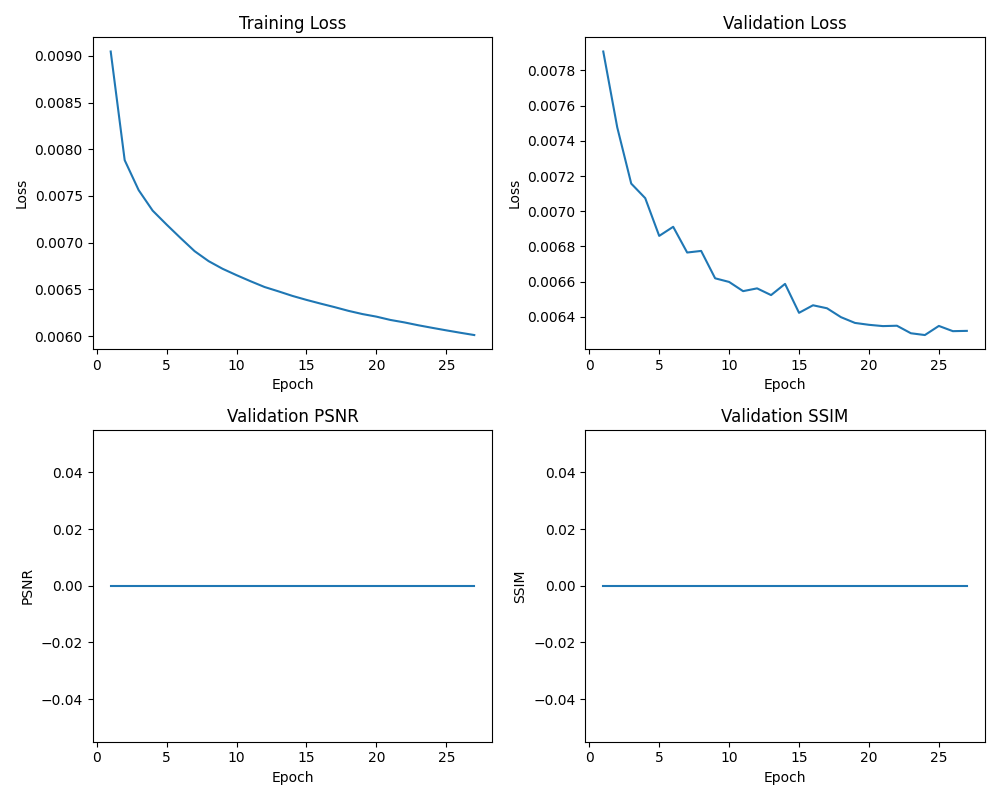 Training Loss
0.0090
0.0085
0.0080
0.0075
0.0070
0.0065
0.0060
Loss
0 5 10 15 20 25
Epoch
Validation Loss
0.0078
0.0076
0.0074
0.0072
0.0070
0.0068
0.0066
0.0064
Loss
0 5 10 15 20 25
Epoch
Validation PSNR
0.04
0.02
0.00
−0.02
−0.04
PSNR
0 5 10 15 20 25
Epoch
Validation SSIM
0.04
0.02
0.00
−0.02
−0.04
SSIM
0 5 10 15 20 25
Epoch